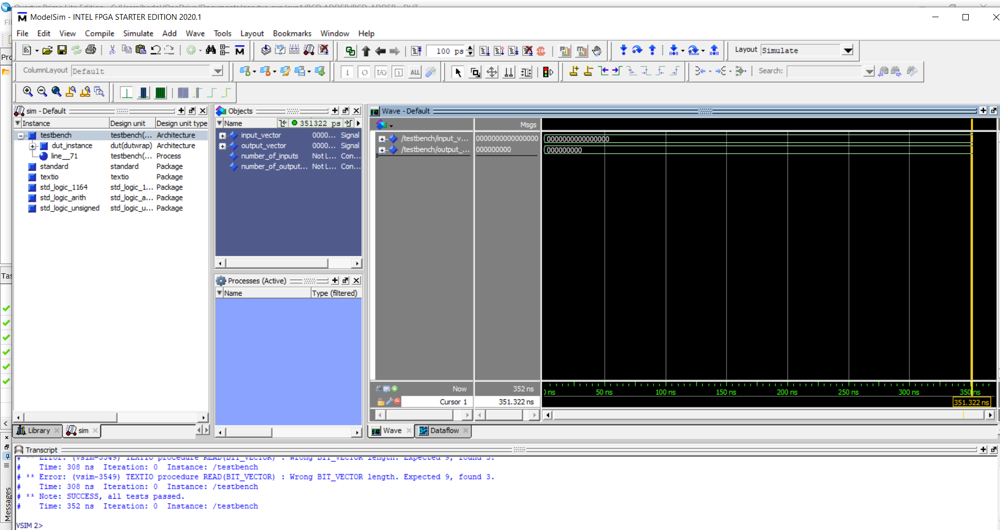 ModelSim - INTEL FPGA STARTER EDITION 2020.1
File Edit View Compile Simulate Add Wave Tools Layout Bookmarks Window Help
100 ps
Layout Simulate
ColumnLayout Default
Search:
sim - Default
Instance Design unit Design unit type
testbench testbench(... Architecture
dut_instance dut(dutwrap) Architecture
line__71 testbench(... Process
standard standard Package
textio textio Package
std_logic_1164 std_logic_1... Package
std_logic_arith std_logic_a... Package
std_logic_unsigned std_logic_u... Package
Library sim
Objects
Name 351322 ps
input_vector 0000... Signal
output_vector 0000... Signal
number_of_inputs Not L... Con...
number_of_output... Not L... Con...
Processes (Active)
Name Type (filtered)
Wave - Default
Msgs
/testbench/input_v... 0000000000000000 0000000000000000
/testbench/output_... 000000000 000000000
Now 352 ns
50 ns 100 ns 150 ns 200 ns 250 ns 300 ns 350 ns
Cursor 1 351.322 ns 351.322 ns
Wave Dataflow
Transcript
# ** Error: (vsim-3549) TEXTIO procedure READ(BIT_VECTOR) : Wrong BIT_VECTOR length. Expected 9, found 3.
# Time: 308 ns Iteration: 0 Instance: /testbench
# ** Error: (vsim-3549) TEXTIO procedure READ(BIT_VECTOR) : Wrong BIT_VECTOR length. Expected 9, found 3.
# Time: 308 ns Iteration: 0 Instance: /testbench
# ** Note: SUCCESS, all tests passed.
# Time: 352 ns Iteration: 0 Instance: /testbench
VSIM 2>
Messages